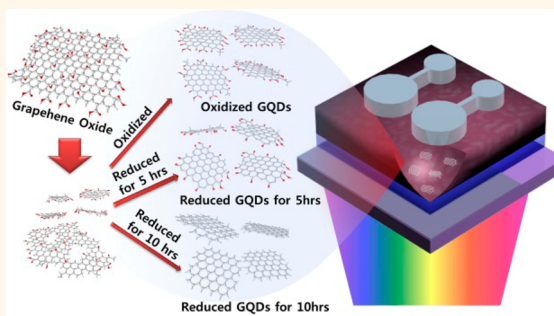 Grapehene Oxide
Oxidized
Oxidized GQDs
Reduced
for 5 hrs
Reduced GQDs for 5hrs
Reduced
for 10 hrs
Reduced GQDs for 10hrs